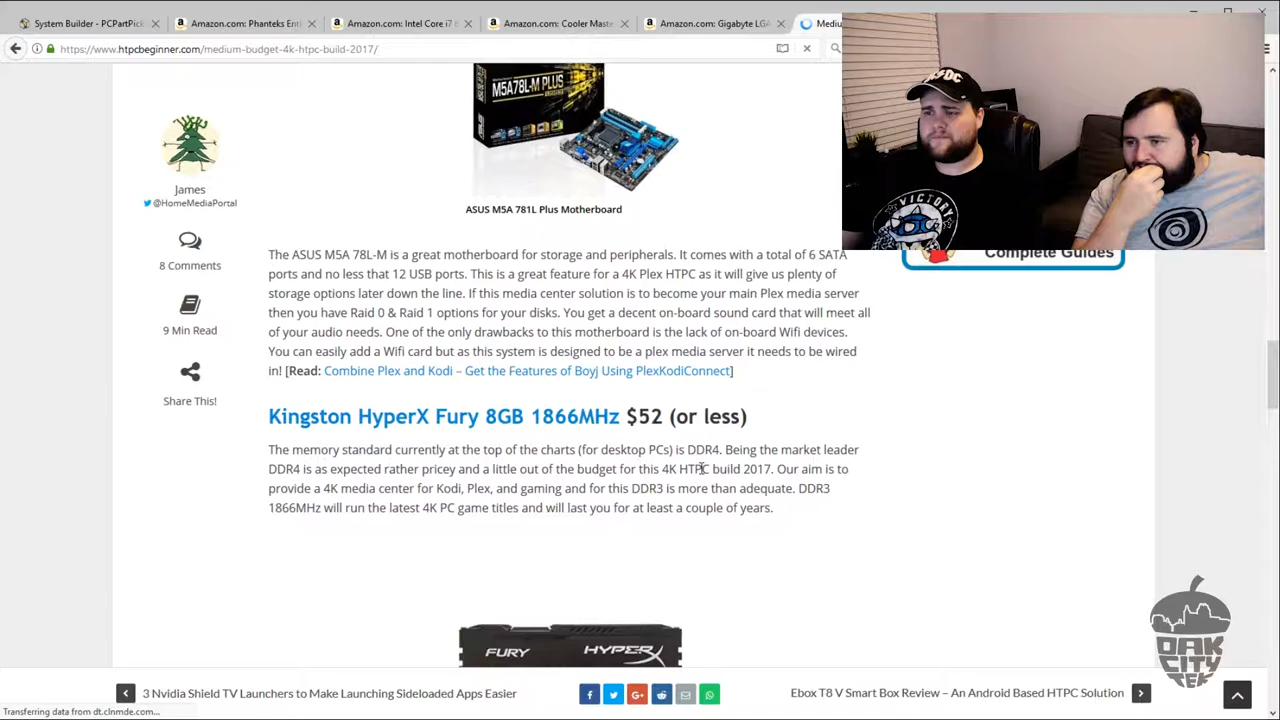 System Builder - PCPartPick
Amazon.com: Phanteks Ent
Amazon.com: Intel Core i7 6
Amazon.com: Cooler Maste
Amazon.com: Gigabyte LGA
Mediu
https://www.htpcbeginner.com/medium-budget-4k-htpc-build-2017/
M5A78L-M PLUS
ASUS
AC/DC
VICTORY
James
@HomeMediaPortal
ASUS M5A 781L Plus Motherboard
8 Comments
9 Min Read
Share This!
Complete Guides
The ASUS M5A 78L-M is a great motherboard for storage and peripherals. It comes with a total of 6 SATA
ports and no less that 12 USB ports. This is a great feature for a 4K Plex HTPC as it will give us plenty of
storage options later down the line. If this media center solution is to become your main Plex media server
then you have Raid 0 & Raid 1 options for your disks. You get a decent on-board sound card that will meet all
of your audio needs. One of the only drawbacks to this motherboard is the lack of on-board Wifi devices.
You can easily add a Wifi card but as this system is designed to be a plex media server it needs to be wired
in! [Read: Combine Plex and Kodi – Get the Features of Boyj Using PlexKodiConnect]
Kingston HyperX Fury 8GB 1866MHz $52 (or less)
The memory standard currently at the top of the charts (for desktop PCs) is DDR4. Being the market leader
DDR4 is as expected rather pricey and a little out of the budget for this 4K HTPC build 2017. Our aim is to
provide a 4K media center for Kodi, Plex, and gaming and for this DDR3 is more than adequate. DDR3
1866MHz will run the latest 4K PC game titles and will last you for at least a couple of years.
FURY HYPERX
OAK
CITY
TEK
3 Nvidia Shield TV Launchers to Make Launching Sideloaded Apps Easier
Ebox T8 V Smart Box Review – An Android Based HTPC Solution
Transferring data from dt.clnmde.com...